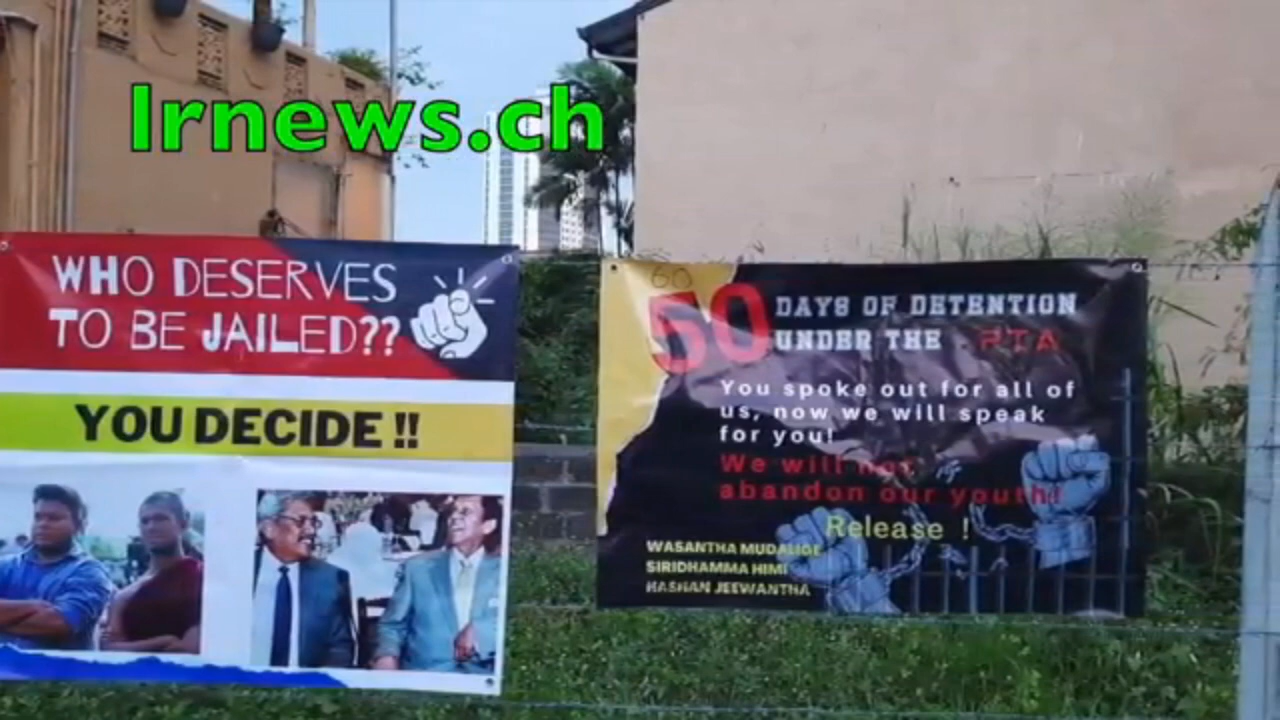 lrnews.ch
WHO DESERVES
TO BE JAILED??
YOU DECIDE !!
60
50 DAYS OF DETENTION
UNDER THE PTA
You spoke out for all of
us, now we will speak
for you!
We will not
abandon our youth!
Release !
WASANTHA MUDALIGE
SIRIDHAMMA HIMI
HASHAN JEEWANTHA